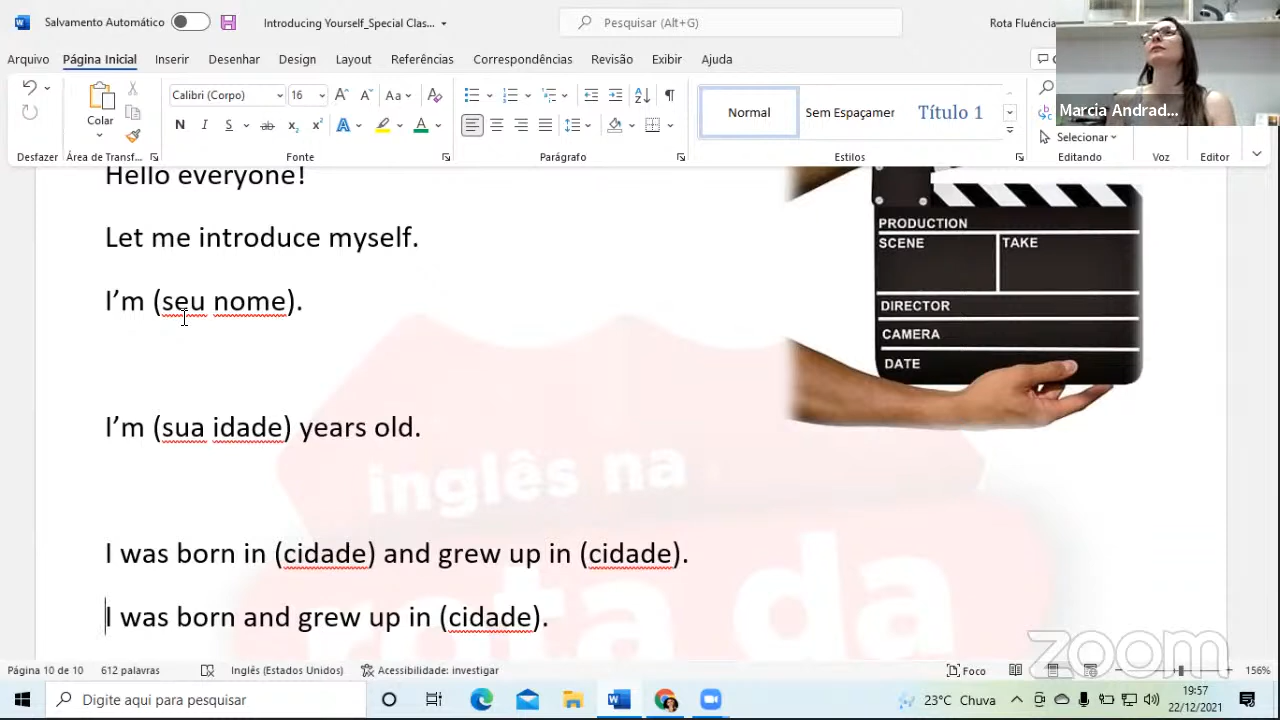 Salvamento Automático
Introducing Yourself_Special Clas...
Pesquisar (Alt+G)
Rota Fluência
Arquivo Página Inicial Inserir Desenhar Design Layout Referências Correspondências Revisão Exibir Ajuda
Marcia Andrad...
Colar
Calibri (Corpo) 16
Normal
Sem Espaçamer
Título 1
Selecionar
Desfazer
Área de Transf...
Fonte
Parágrafo
Estilos
Editando
Voz
Editor
Hello everyone!
Let me introduce myself.
I'm (seu nome).
I'm (sua idade) years old.
I was born in (cidade) and grew up in (cidade).
I was born and grew up in (cidade).
PRODUCTION
SCENE TAKE
DIRECTOR
CAMERA
DATE
inglês na
rota da
zoom
Página 10 de 10 612 palavras Inglês (Estados Unidos) Acessibilidade: investigar Foco 156%
Digite aqui para pesquisar
23°C Chuva
19:57
22/12/2021